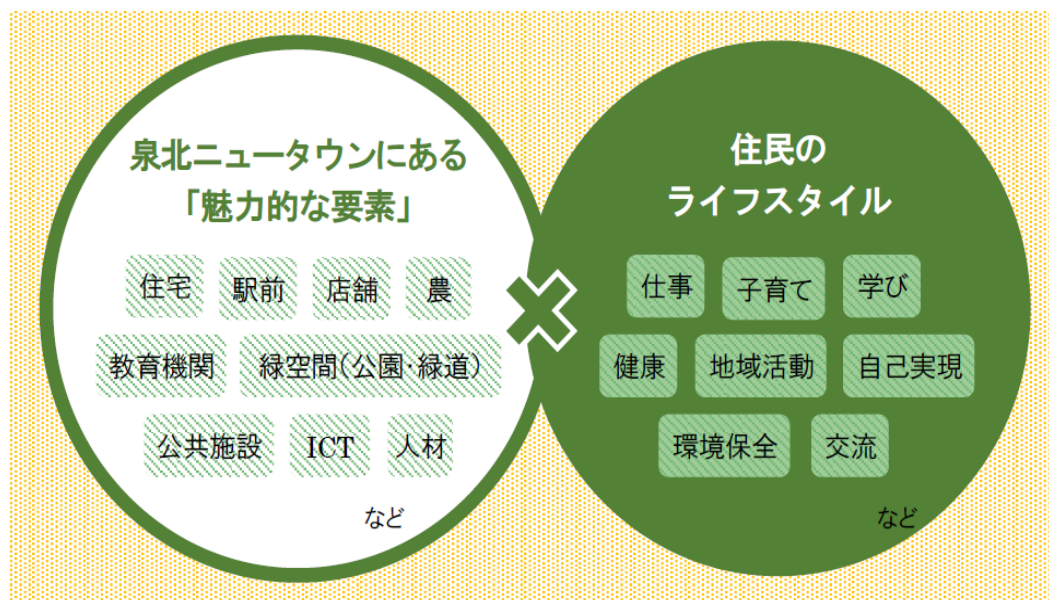 泉北ニュータウンにある
「魅力的な要素」
住宅 駅前 店舗 農
教育機関 緑空間(公園・緑道)
公共施設 ICT 人材
など
住民の
ライフスタイル
仕事 子育て 学び
健康 地域活動 自己実現
環境保全 交流
など